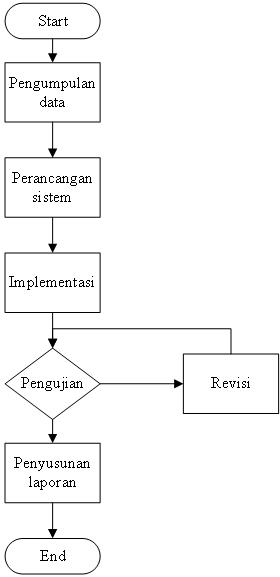 Start
Pengumpulan
data
Perancangan
sistem
Implementasi
Pengujian
Revisi
Penyusunan
laporan
End